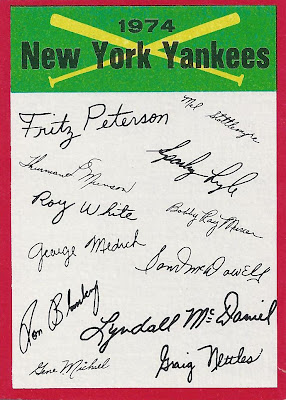 1974
New York Yankees
Fritz Peterson
Mel Stottlemyre
Thurman Munson
Sparky Lyle
Roy White
Bobby Ray Murcer
George Medich
Sam McDowell
Ron Blomberg
Lyndall McDaniel
Gene Michael
Graig Nettles